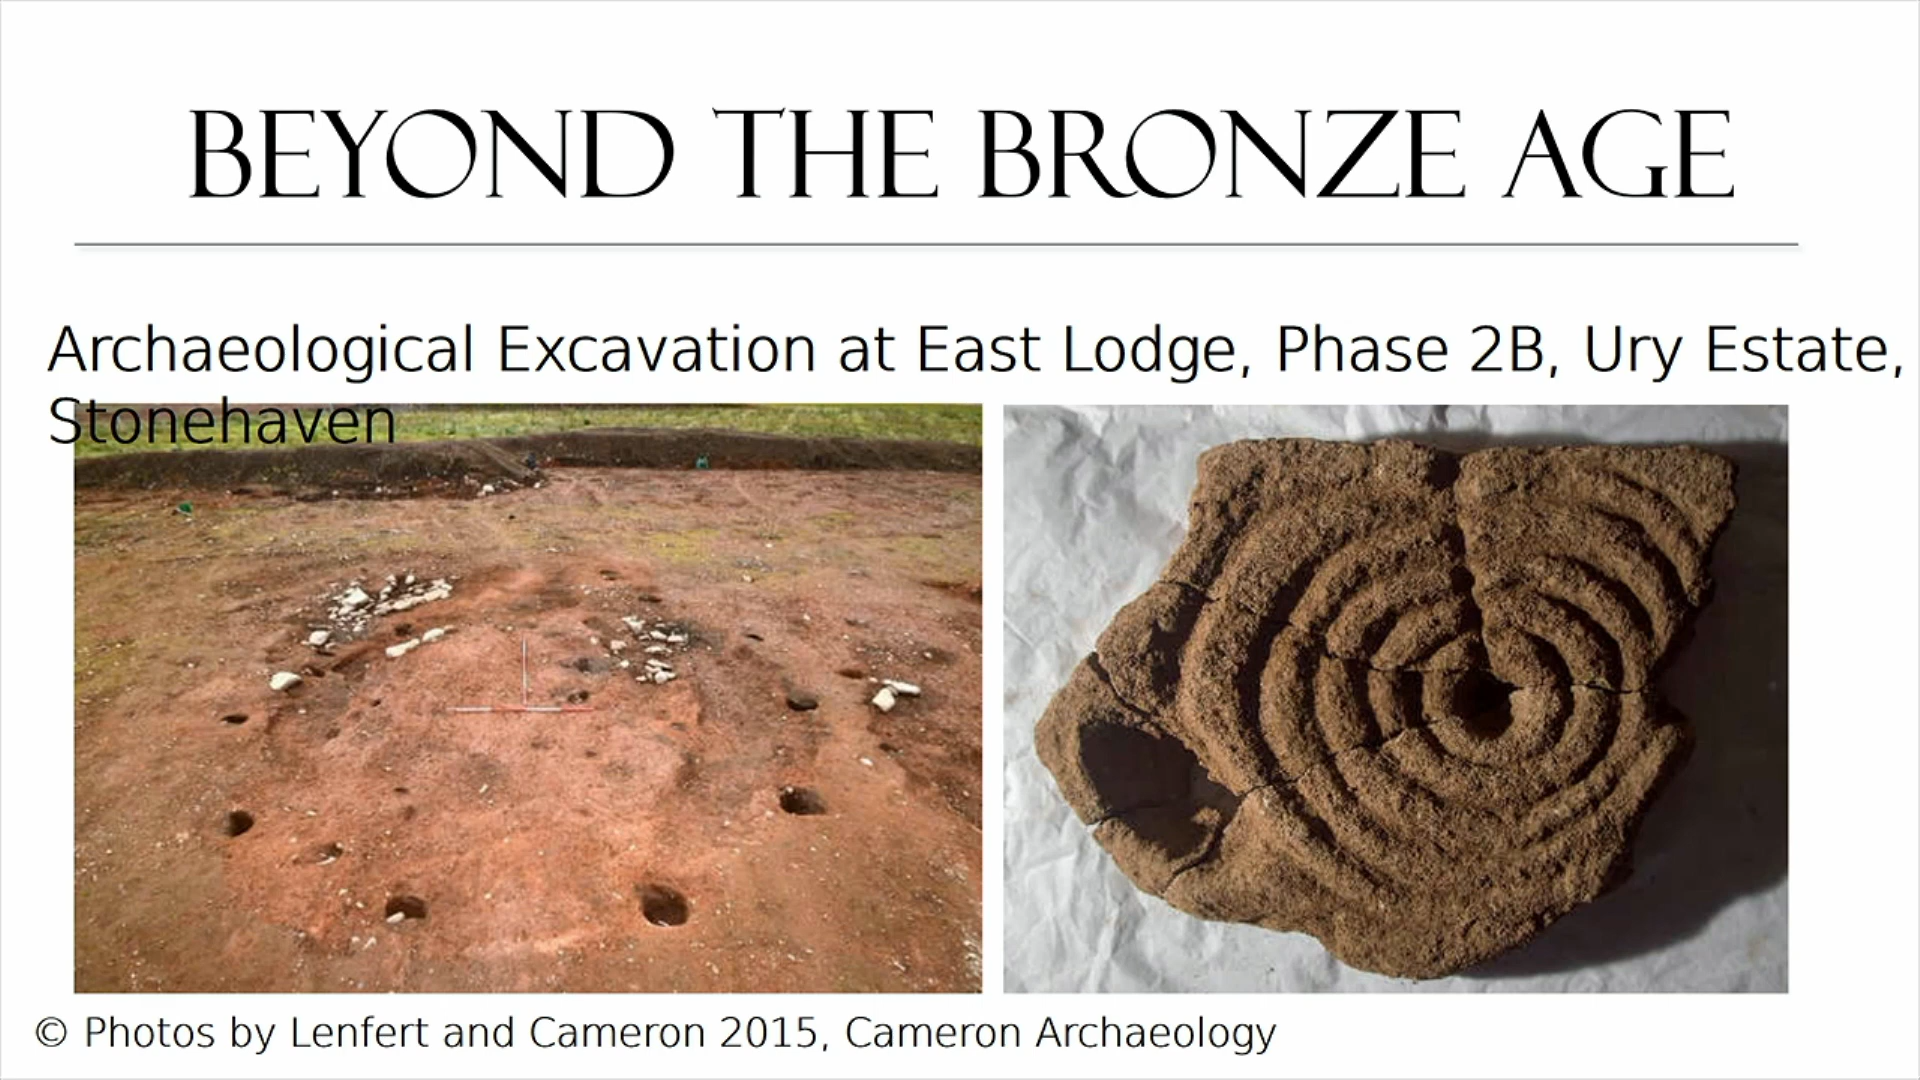 BEYOND THE BRONZE AGE
Archaeological Excavation at East Lodge, Phase 2B, Ury Estate,
Stonehaven
© Photos by Lenfert and Cameron 2015, Cameron Archaeology